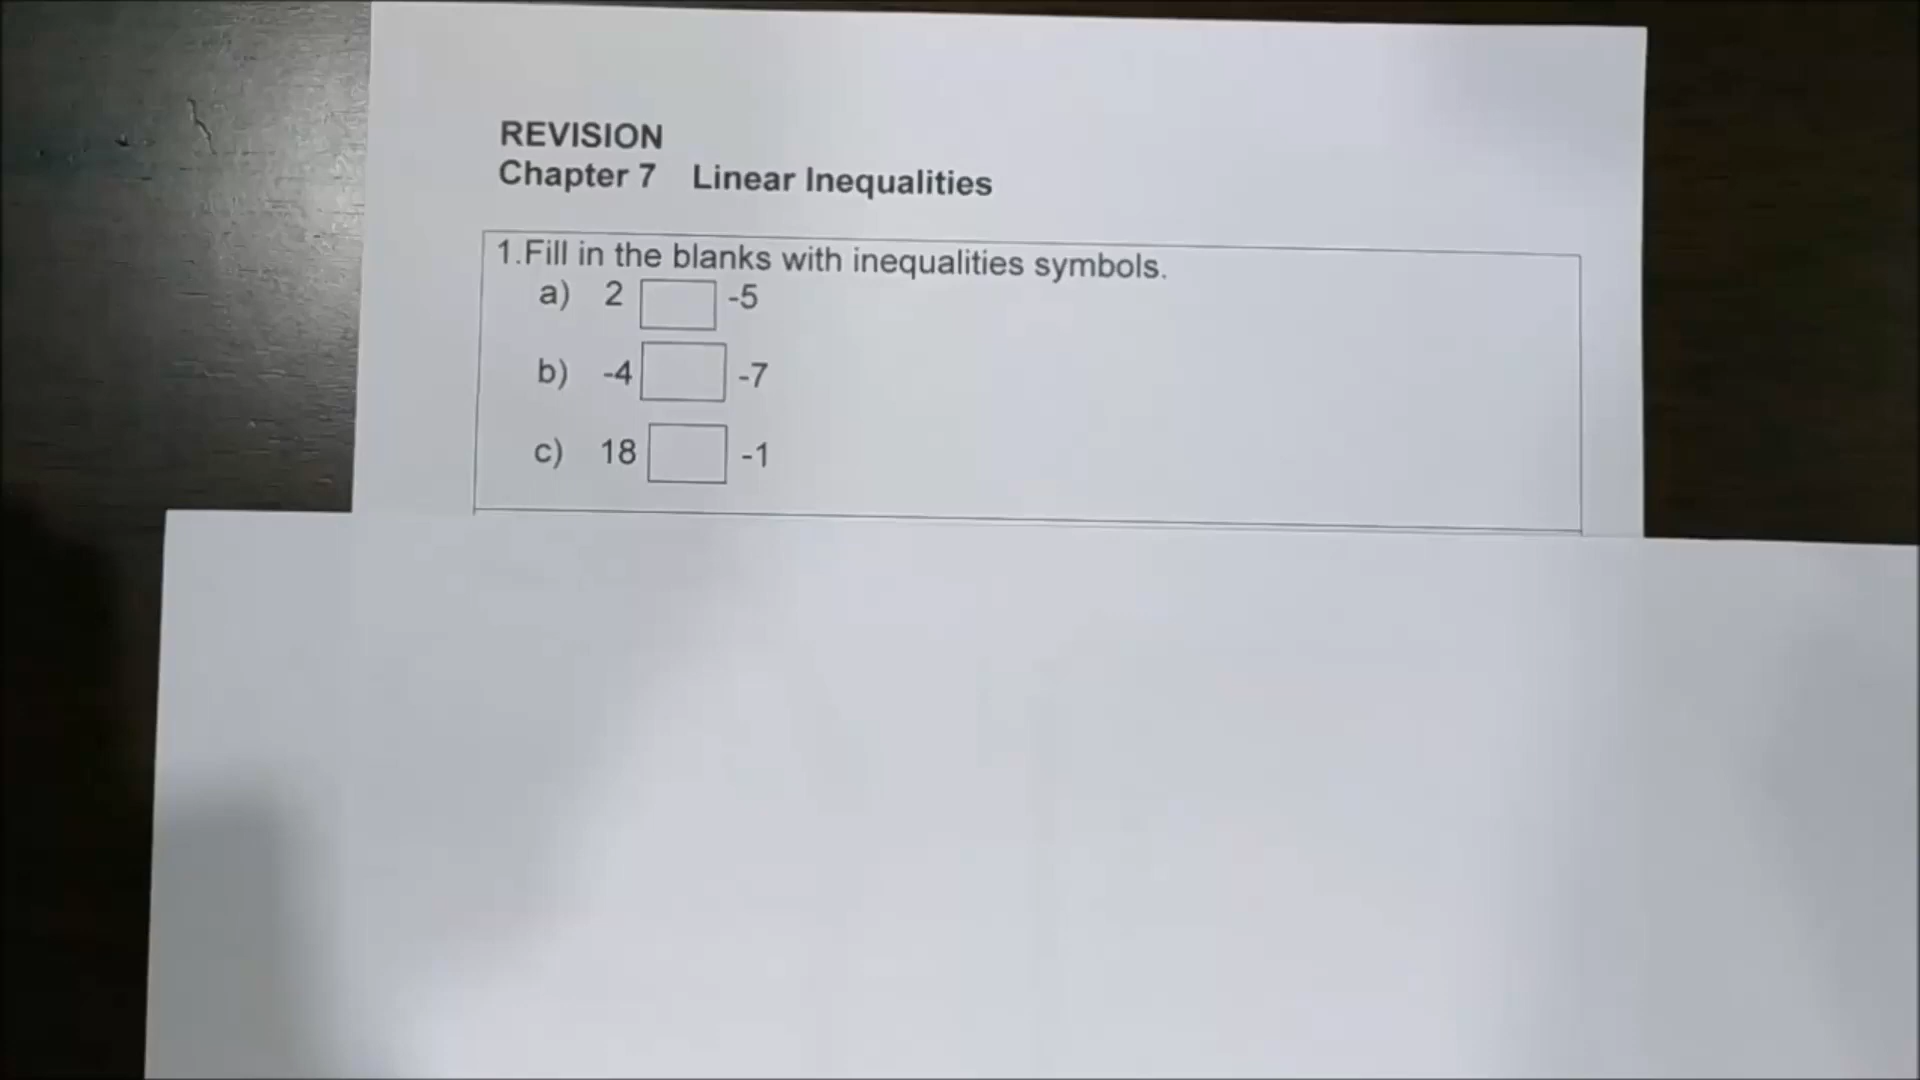 REVISION
Chapter 7 Linear Inequalities
1.Fill in the blanks with inequalities symbols.
a) 2 -5
b) -4 -7
c) 18 -1